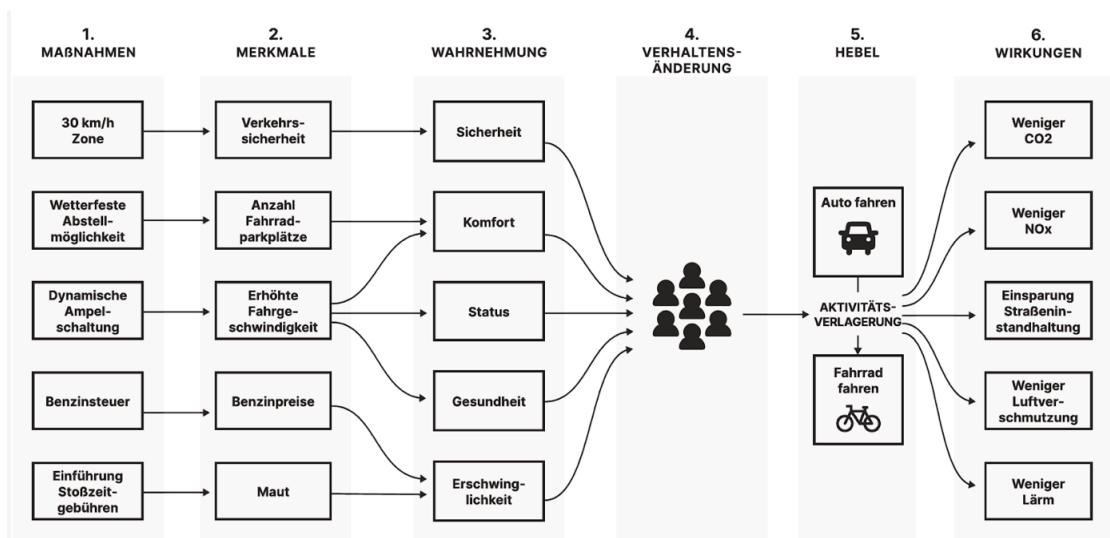 1.
MAßNAHMEN
2.
MERKMALE
3.
WAHRNEHMUNG
4.
VERHALTENS-
ÄNDERUNG
5.
HEBEL
6.
WIRKUNGEN
30 km/h
Zone
Wetterfeste
Abstell-
möglichkeit
Dynamische
Ampel-
schaltung
Benzinsteuer
Einführung
Stoßzeit-
gebühren
Verkehrs-
sicherheit
Anzahl
Fahrrad-
parkplätze
Erhöhte
Fahrge-
schwindigkeit
Benzinpreise
Maut
Sicherheit
Komfort
Status
Gesundheit
Erschwing-
lichkeit
Auto fahren
AKTIVITÄTS-
VERLAGERUNG
Fahrrad
fahren
Weniger
CO2
Weniger
NOx
Einsparung
Straßenin-
standhaltung
Weniger
Luftver-
schmutzung
Weniger
Lärm